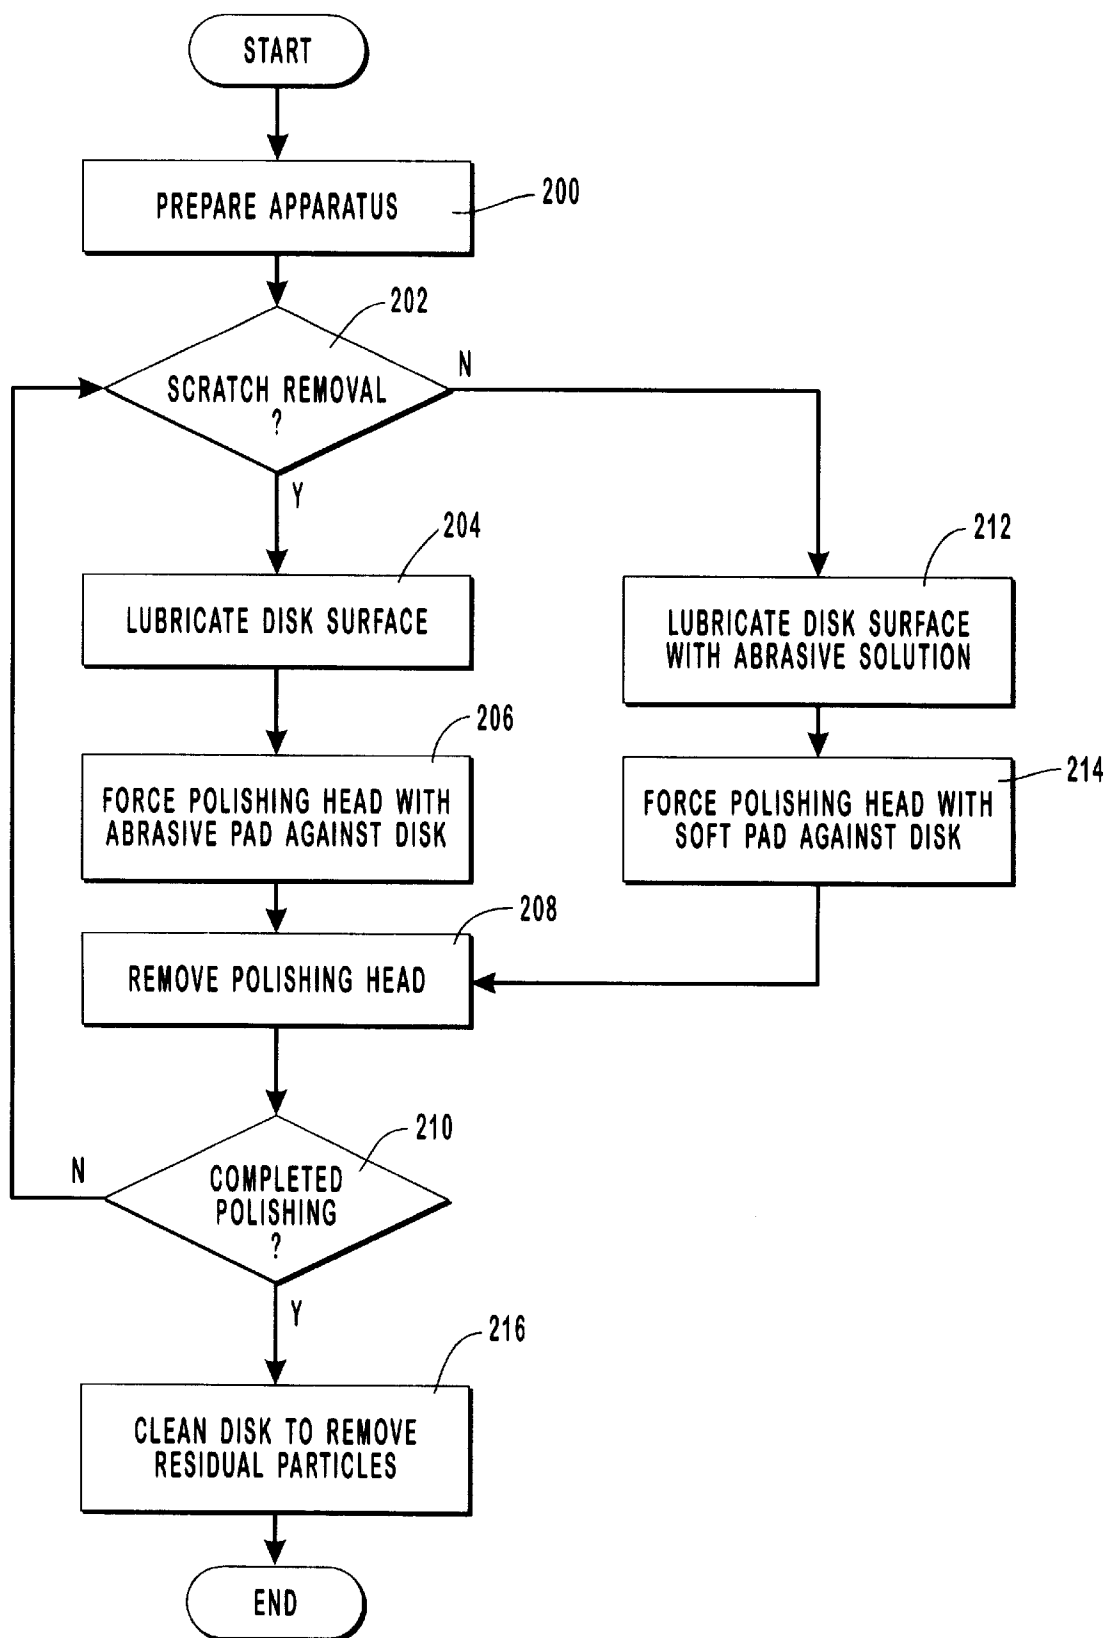 START
PREPARE APPARATUS
200
202
SCRATCH REMOVAL
?
N
Y
204
LUBRICATE DISK SURFACE
212
LUBRICATE DISK SURFACE
WITH ABRASIVE SOLUTION
206
FORCE POLISHING HEAD WITH
ABRASIVE PAD AGAINST DISK
214
FORCE POLISHING HEAD WITH
SOFT PAD AGAINST DISK
208
REMOVE POLISHING HEAD
210
COMPLETED
POLISHING
?
N
Y
216
CLEAN DISK TO REMOVE
RESIDUAL PARTICLES
END